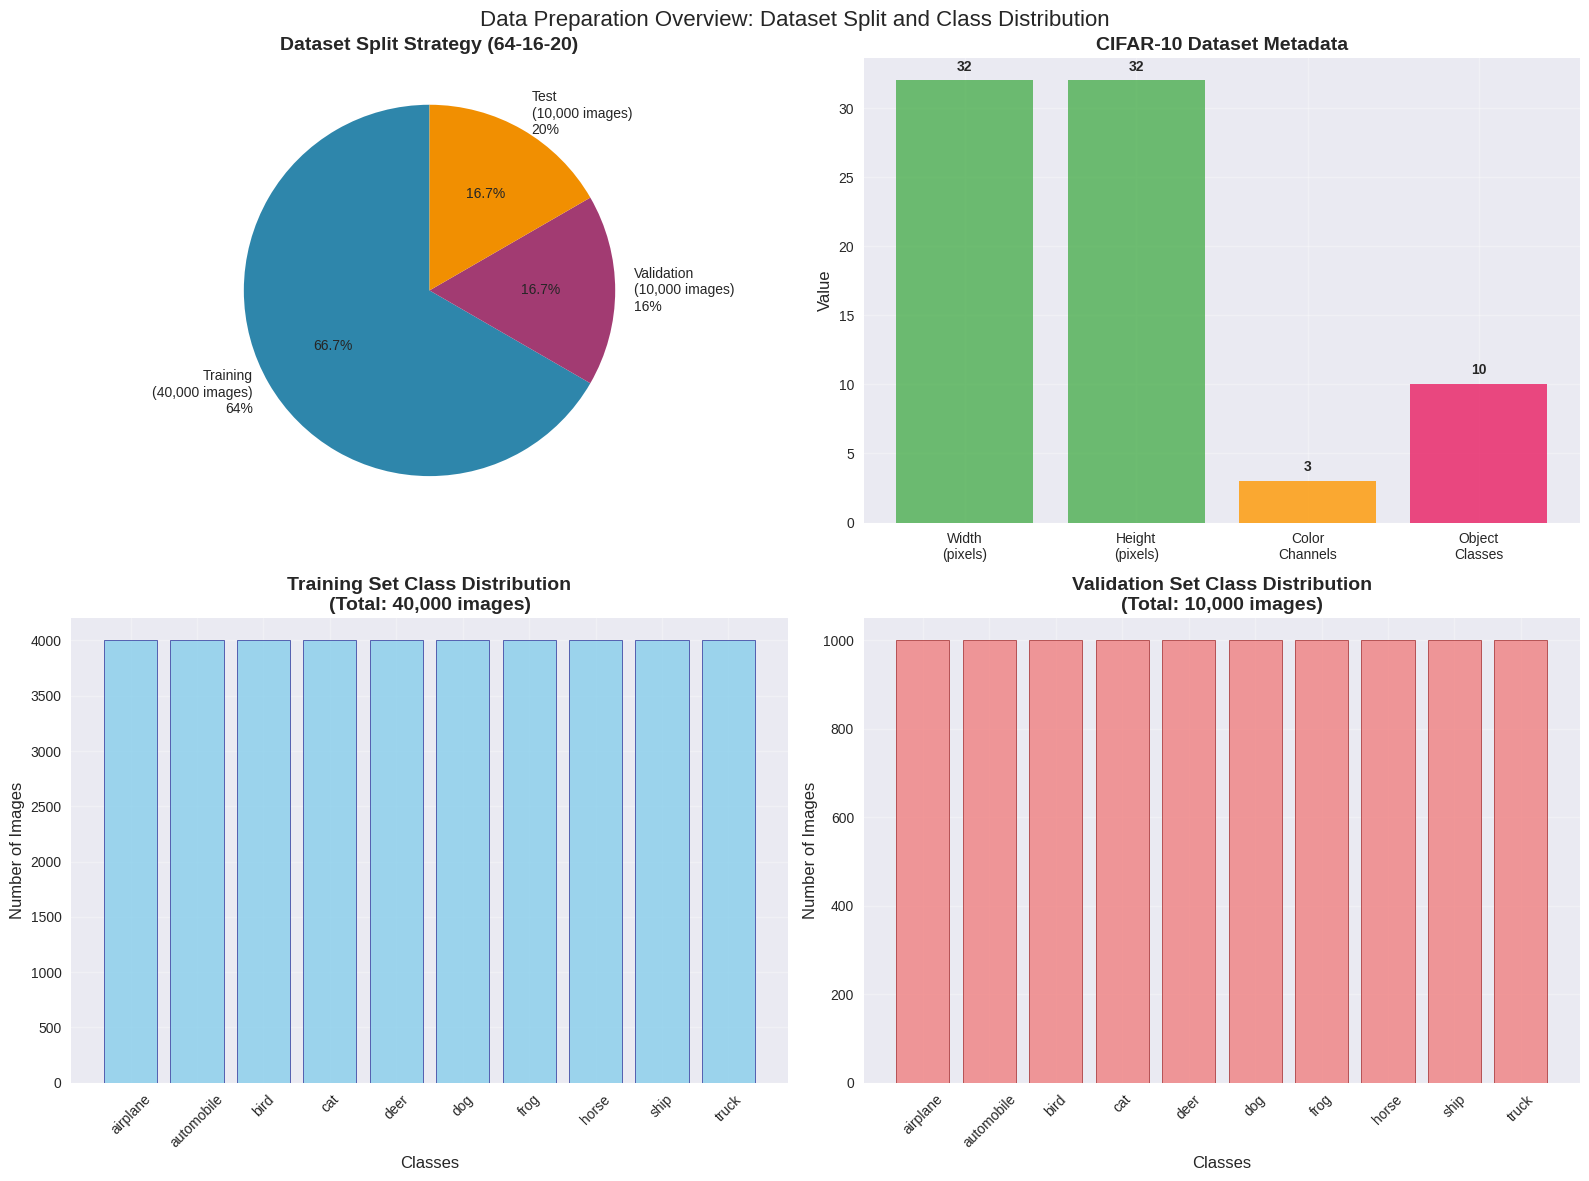 Data Preparation Overview: Dataset Split and Class Distribution
Dataset Split Strategy (64-16-20)
Test
(10,000 images)
20%
16.7%
Validation
(10,000 images)
16%
16.7%
66.7%
Training
(40,000 images)
64%
CIFAR-10 Dataset Metadata
Value
30
25
20
15
10
5
0
32
32
3
10
Width
(pixels)
Height
(pixels)
Color
Channels
Object
Classes
Training Set Class Distribution
(Total: 40,000 images)
Number of Images
4000
3500
3000
2500
2000
1500
1000
500
0
airplane
automobile
bird
cat
deer
dog
frog
horse
ship
truck
Classes
Validation Set Class Distribution
(Total: 10,000 images)
Number of Images
1000
800
600
400
200
0
airplane
automobile
bird
cat
deer
dog
frog
horse
ship
truck
Classes